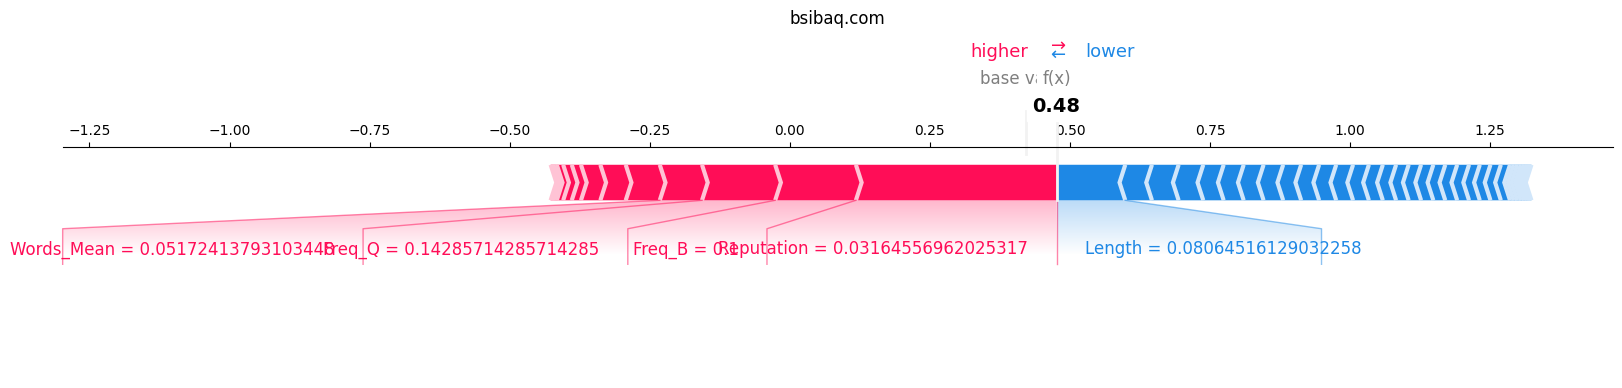 bsibaq.com
higher ⇄ lower
base va f(x)
0.48
−1.25 −1.00 −0.75 −0.50 −0.25 0.00 0.25 0.50 0.75 1.00 1.25
Words_Mean = 0.05172413793103448 Freq_Q = 0.14285714285714285 Freq_B = 0.1 Reputation = 0.03164556962025317 Length = 0.08064516129032258